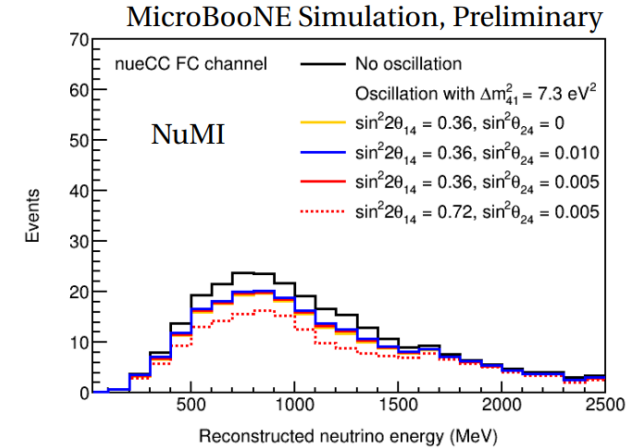 MicroBooNE Simulation, Preliminary
70
nueCC FC channel
No oscillation
Oscillation with Δm²₄₁ = 7.3 eV²
60
sin²2θ₁₄ = 0.36, sin²θ₂₄ = 0
NuMI
sin²2θ₁₄ = 0.36, sin²θ₂₄ = 0.010
50
sin²2θ₁₄ = 0.36, sin²θ₂₄ = 0.005
40
sin²2θ₁₄ = 0.72, sin²θ₂₄ = 0.005
Events
30
20
10
0
500 1000 1500 2000 2500
Reconstructed neutrino energy (MeV)